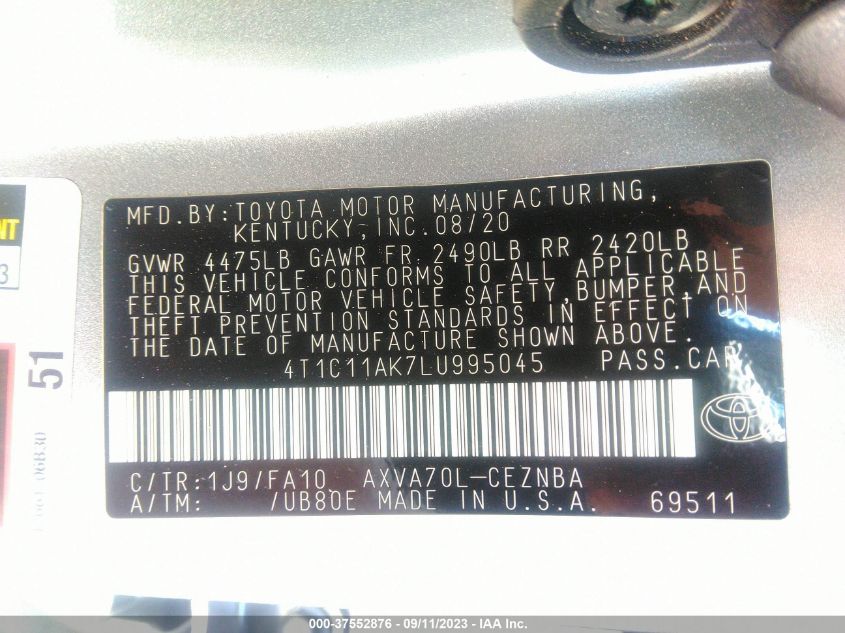 MFD.BY:TOYOTA MOTOR MANUFACTURING,
KENTUCKY,INC.08/20
GVWR 4475LB GAWR FR 2490LB RR 2420LB
THIS VEHICLE CONFORMS TO ALL APPLICABLE
FEDERAL MOTOR VEHICLE SAFETY,BUMPER,AND
THEFT PREVENTION STANDARDS IN EFFECT ON
THE DATE OF MANUFACTURE SHOWN ABOVE.
4T1C11AK7LU995045 PASS.CAR
C/TR:1J9/FA10 AXVA70L-CEZNBA
A/TM: /UB80E MADE IN U.S.A. 69511
51
3
000-37552876 - 09/11/2023 - IAA Inc.